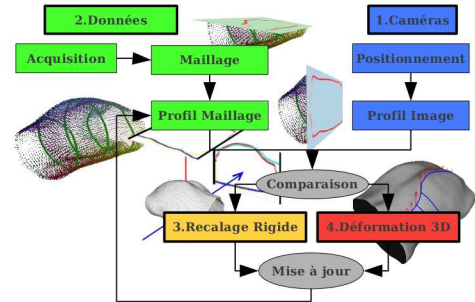 2.Données
1.Caméras
Acquisition
Maillage
Positionnement
Profil Maillage
Profil Image
Comparaison
3.Recalage Rigide
4.Déformation 3D
Mise à jour